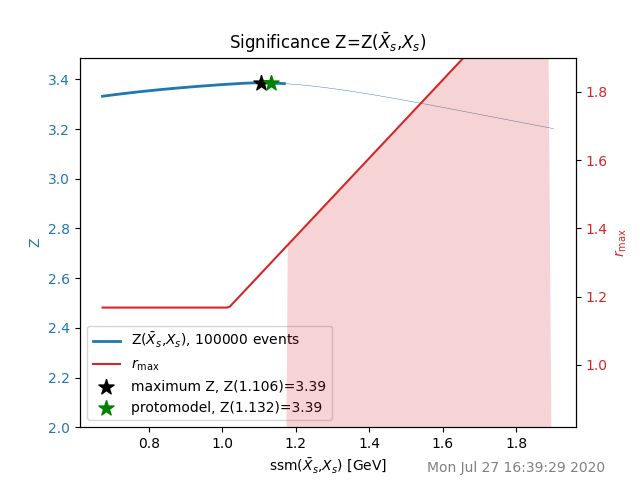 Significance Z=Z(X̄ₛ,Xₛ)
3.4
3.2
3.0
2.8
2.6
2.4
2.2
2.0
Z
1.8
1.6
1.4
1.2
1.0
r_max
Z(X̄ₛ,Xₛ), 100000 events
r_max
maximum Z, Z(1.106)=3.39
protomodel, Z(1.132)=3.39
0.8 1.0 1.2 1.4 1.6 1.8
ssm(X̄ₛ,Xₛ) [GeV]
Mon Jul 27 16:39:29 2020